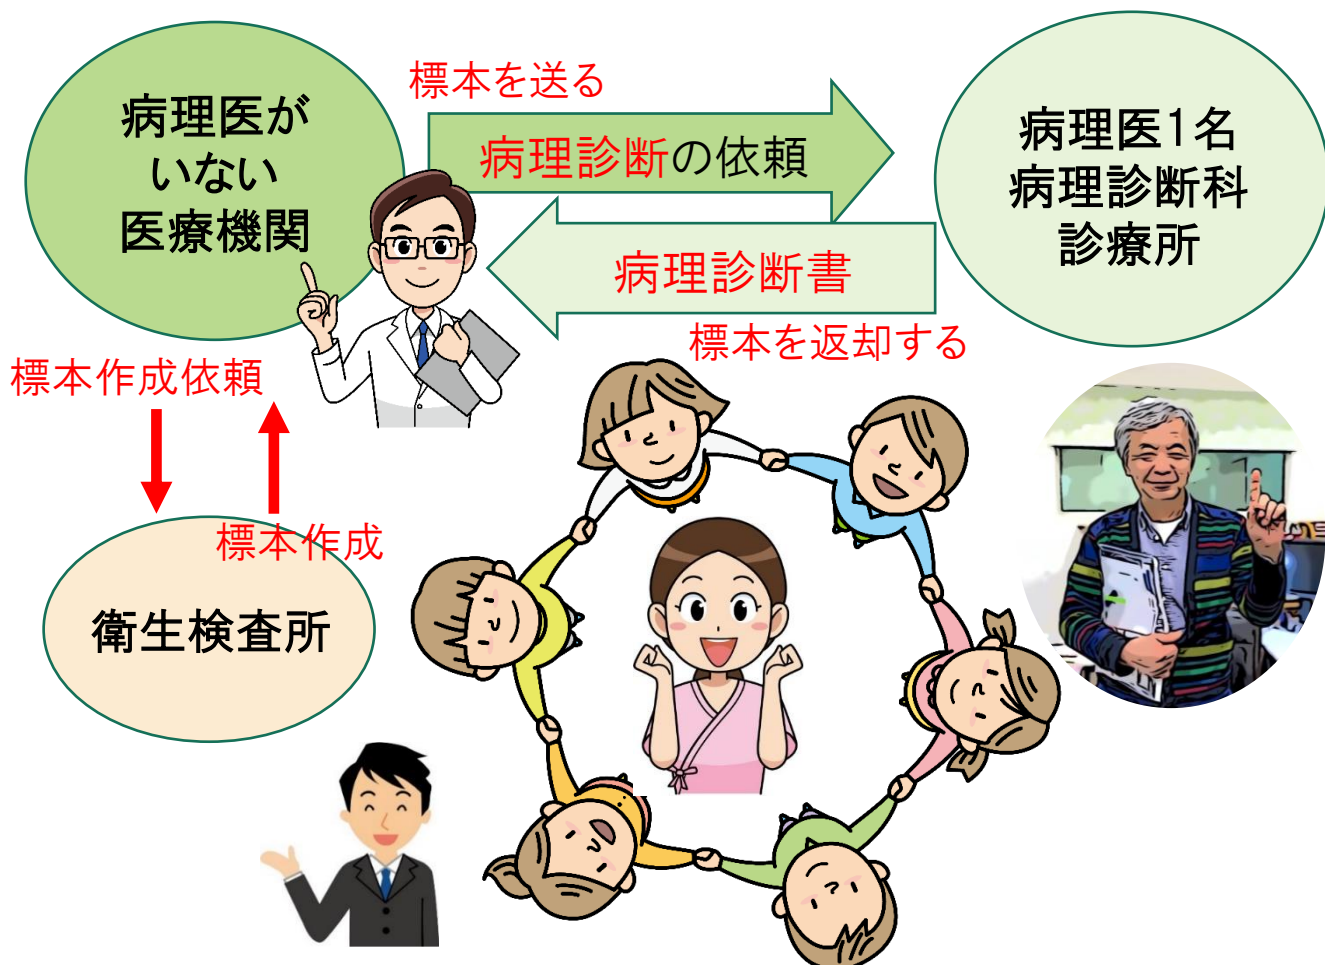 標本を送る
病理医が
いない
医療機関
病理診断の依頼
病理医1名
病理診断科
診療所
病理診断書
標本を返却する
標本作成依頼
標本作成
衛生検査所